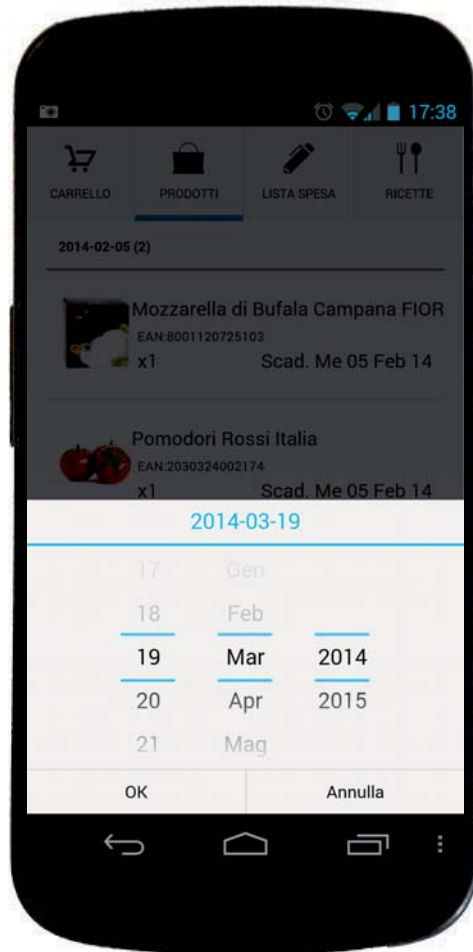 17:38
CARRELLO PRODOTTI LISTA SPESA RICETTE
2014-02-05 (2)
Mozzarella di Bufala Campana FIOR
EAN:8001120725103
x1 Scad. Me 05 Feb 14
Pomodori Rossi Italia
EAN:2030324002174
x1 Scad. Me 05 Feb 14
2014-03-19
17 Gen
18 Feb
19 Mar 2014
20 Apr 2015
21 Mag
OK Annulla